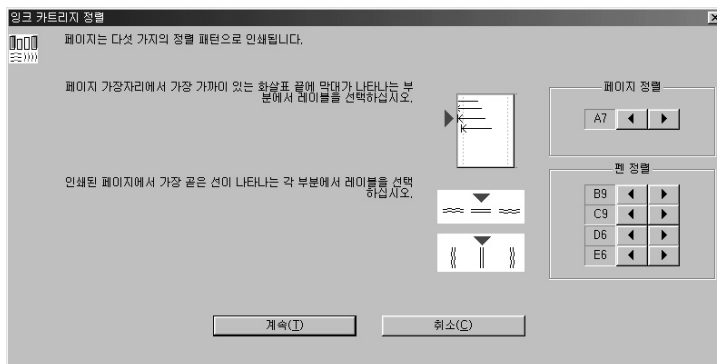 잉크 카트리지 정렬
페이지는 다섯 가지의 정렬 패턴으로 인쇄됩니다.
페이지 가장자리에서 가장 가까이 있는 화살표 끝에 막대가 나타나는 부
분에서 레이블을 선택하십시오.
페이지 정렬
A7
인쇄된 페이지에서 가장 곧은 선이 나타나는 각 부분에서 레이블을 선택
하십시오.
펜 정렬
B9
C9
D6
E6
계속(T)
취소(C)